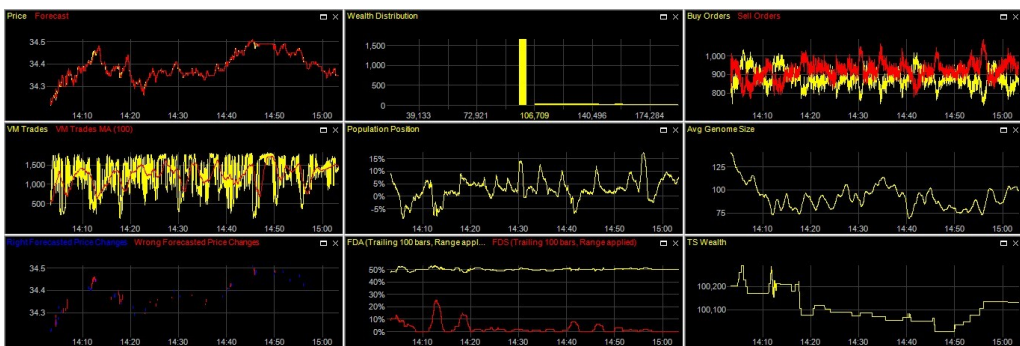 Price Forecast
34.5
34.4
34.3
14:10 14:20 14:30 14:40 14:50 15:00
Wealth Distribution
1,500
1,000
500
0
39,133 72,921 106,709 140,496 174,284
Buy Orders Sell Orders
1,000
900
800
14:10 14:20 14:30 14:40 14:50 15:00
VM Trades VM Trades MA (100)
1,500
1,000
500
14:10 14:20 14:30 14:40 14:50 15:00
Population Position
15%
10%
5%
0%
-5%
14:10 14:20 14:30 14:40 14:50 15:00
Avg Genome Size
125
100
75
14:10 14:20 14:30 14:40 14:50 15:00
Right Forecasted Price Changes Wrong Forecasted Price Changes
34.5
34.4
34.3
14:10 14:20 14:30 14:40 14:50 15:00
FDA (Trailing 100 bars, Range appl... FDS (Trailing 100 bars, Range applied)
50%
40%
30%
20%
10%
0%
14:10 14:20 14:30 14:40 14:50 15:00
TS Wealth
100,200
100,100
14:10 14:20 14:30 14:40 14:50 15:00